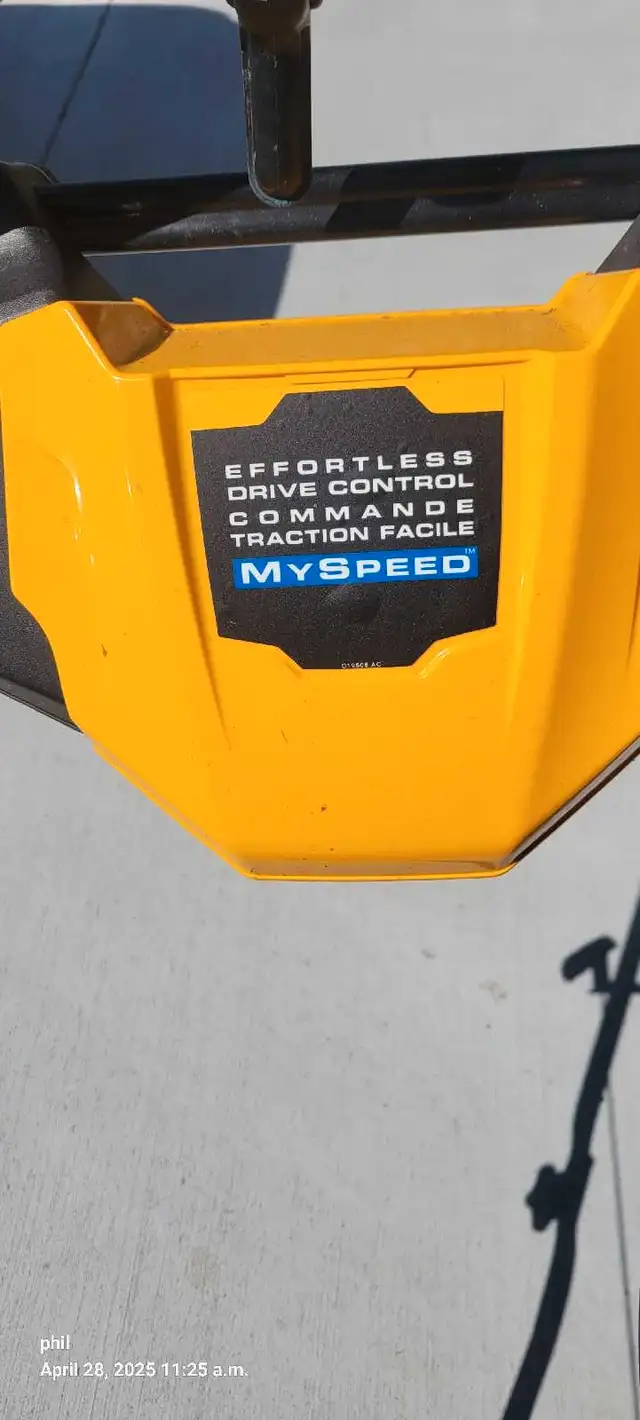 EFFORTLESS
DRIVE CONTROL
COMMANDE
TRACTION FACILE
MYSPEED™
phil
April 28, 2025 11:25 a.m.